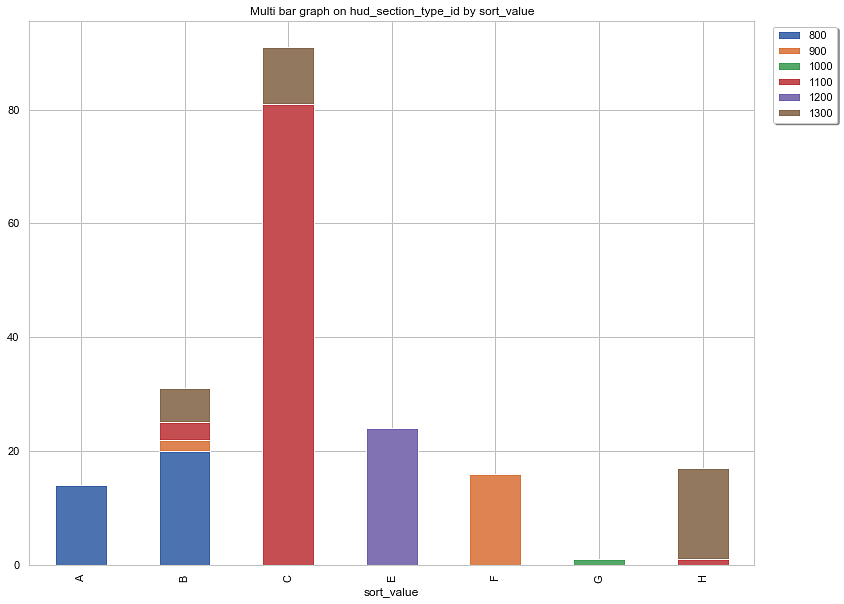 Multi bar graph on hud_section_type_id by sort_value
800
900
1000
1100
1200
1300
80
60
40
20
0
A
B
C
E
F
G
H
sort_value